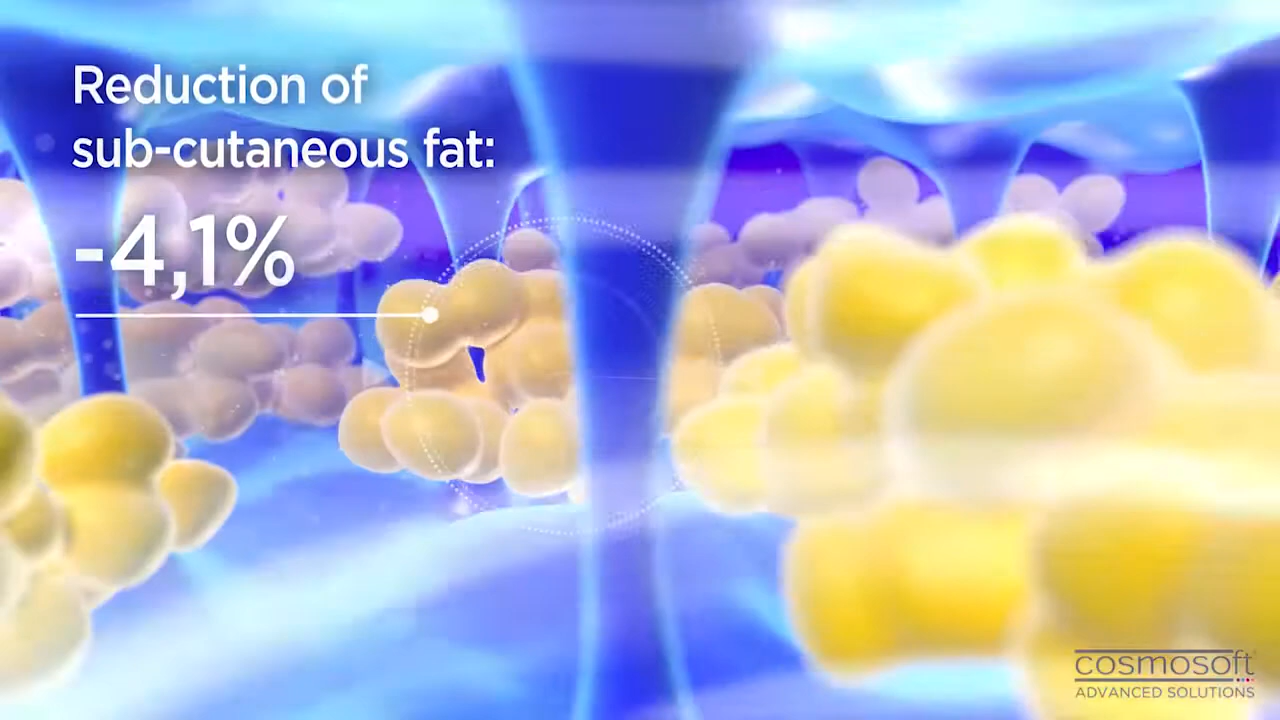 Reduction of
sub-cutaneous fat:
-4,1%
cosmosoft
ADVANCED SOLUTIONS